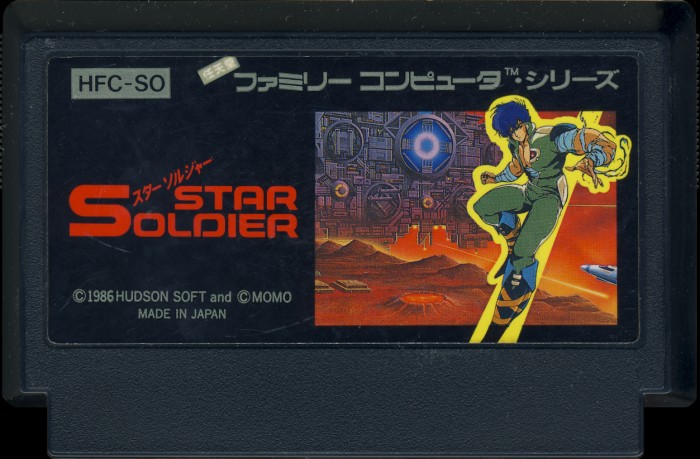 HFC-SO
任天堂 ファミリー コンピュータ™・シリーズ
スターソルジャー
STAR
SOLDIER
©1986 HUDSON SOFT and ©MOMO
MADE IN JAPAN